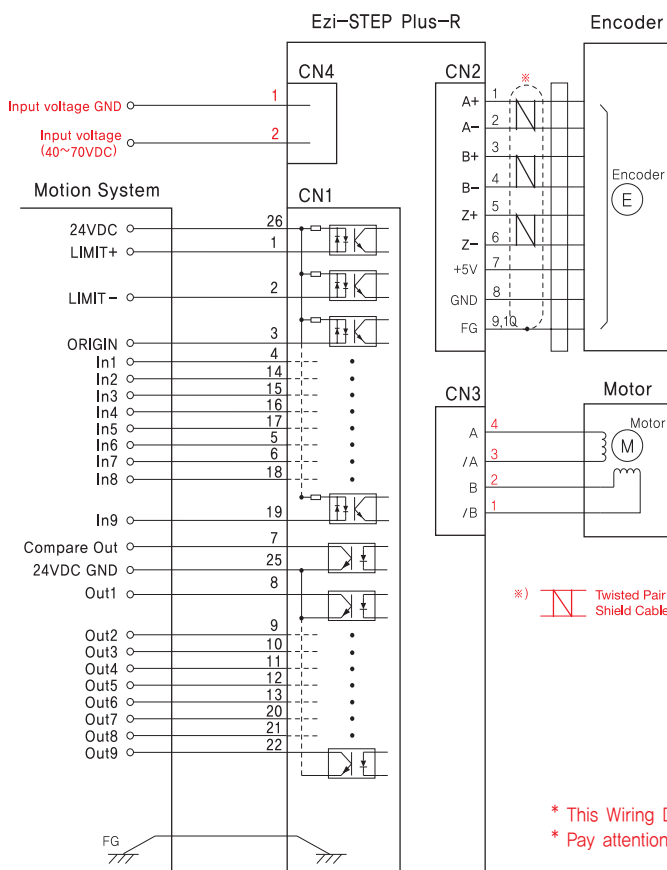 Ezi-STEP Plus-R
Encoder
CN4
Input voltage GND
1
Input voltage
(40~70VDC)
2
CN2
※
A+ 1
A- 2
B+ 3
B- 4
Z+ 5
Z- 6
+5V 7
GND 8
FG 9,10
Encoder
E
Motion System
CN1
24VDC 26
LIMIT+ 1
LIMIT- 2
ORIGIN 3
In1 4
In2 14
In3 15
In4 16
In5 17
In6 5
In7 6
In8 18
In9 19
Compare Out 7
24VDC GND 25
Out1 8
Out2 9
Out3 10
Out4 11
Out5 12
Out6 13
Out7 20
Out8 21
Out9 22
FG
CN3
Motor
A 4
/A 3
B 2
/B 1
Motor
M
※) Twisted Pair
Shield Cable
* This Wiring
* Pay attention